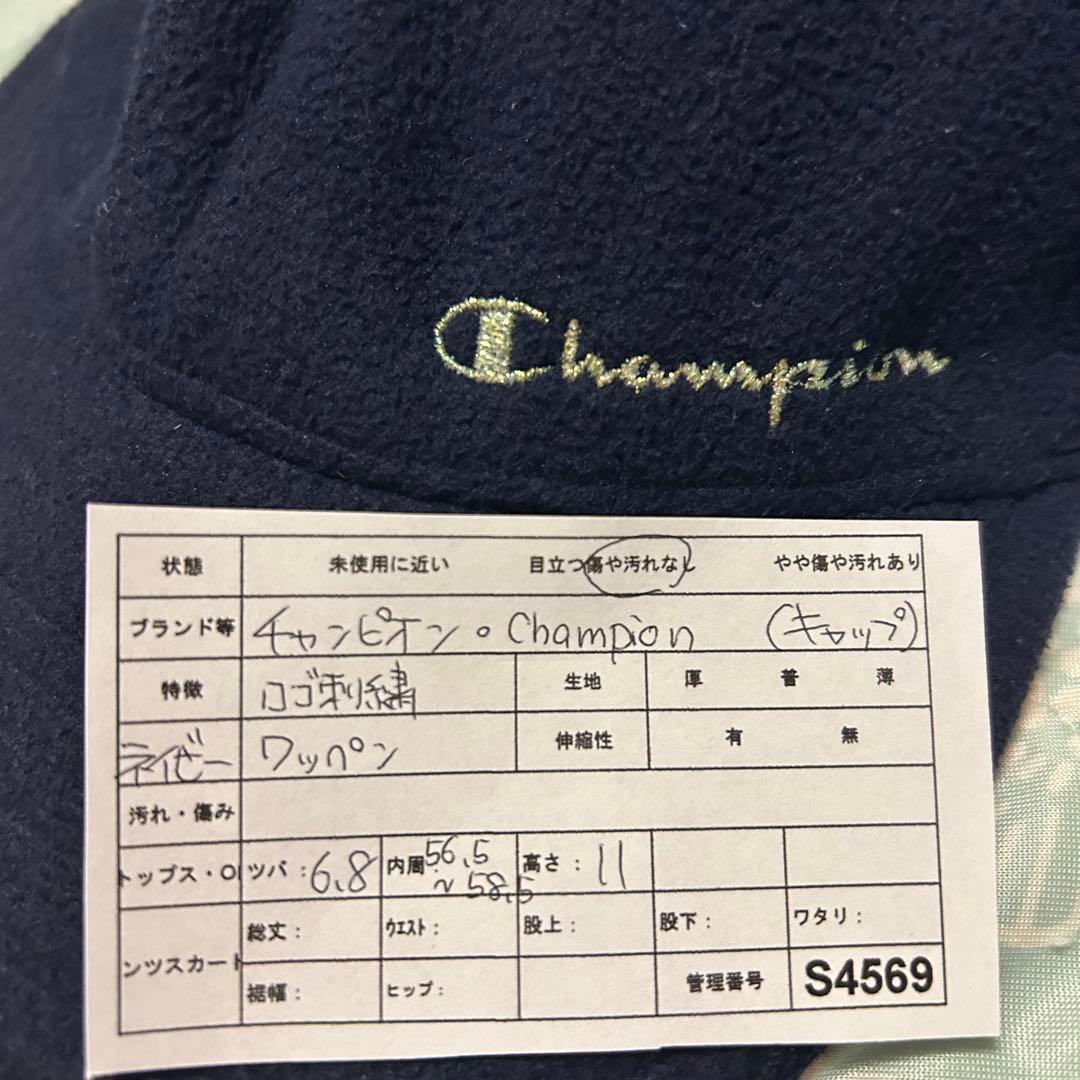 Champion
状態 未使用に近い 目立つ傷や汚れなし やや傷や汚れあり
ブランド等 チャンピオン・Champion (キャップ)
特徴 ロゴ刺繍 生地 厚 普 薄
ネイビー ワッペン 伸縮性 有 無
汚れ・傷み
トップス・O ツバ:6.8 内周:56.5 高さ:11
~58.5
ンツスカート 総丈: ウエスト: 股上: 股下: ワタリ:
裾幅: ヒップ: 管理番号 S4569